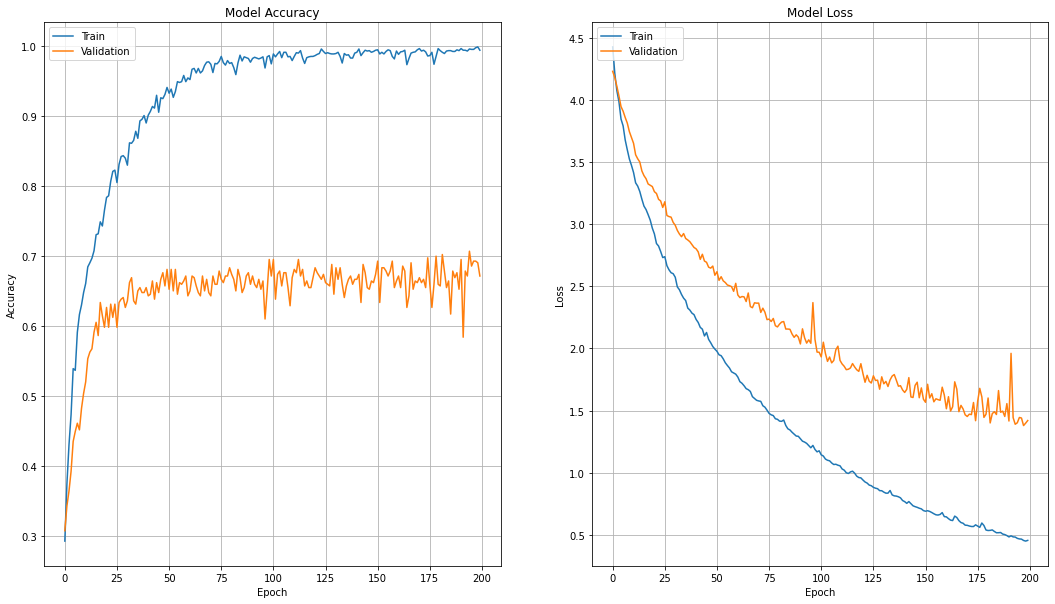 Model Accuracy
Train
Validation
1.0
0.9
0.8
0.7
0.6
0.5
0.4
0.3
Accuracy
0 25 50 75 100 125 150 175 200
Epoch
Model Loss
Train
Validation
4.5
4.0
3.5
3.0
2.5
2.0
1.5
1.0
0.5
Loss
0 25 50 75 100 125 150 175 200
Epoch